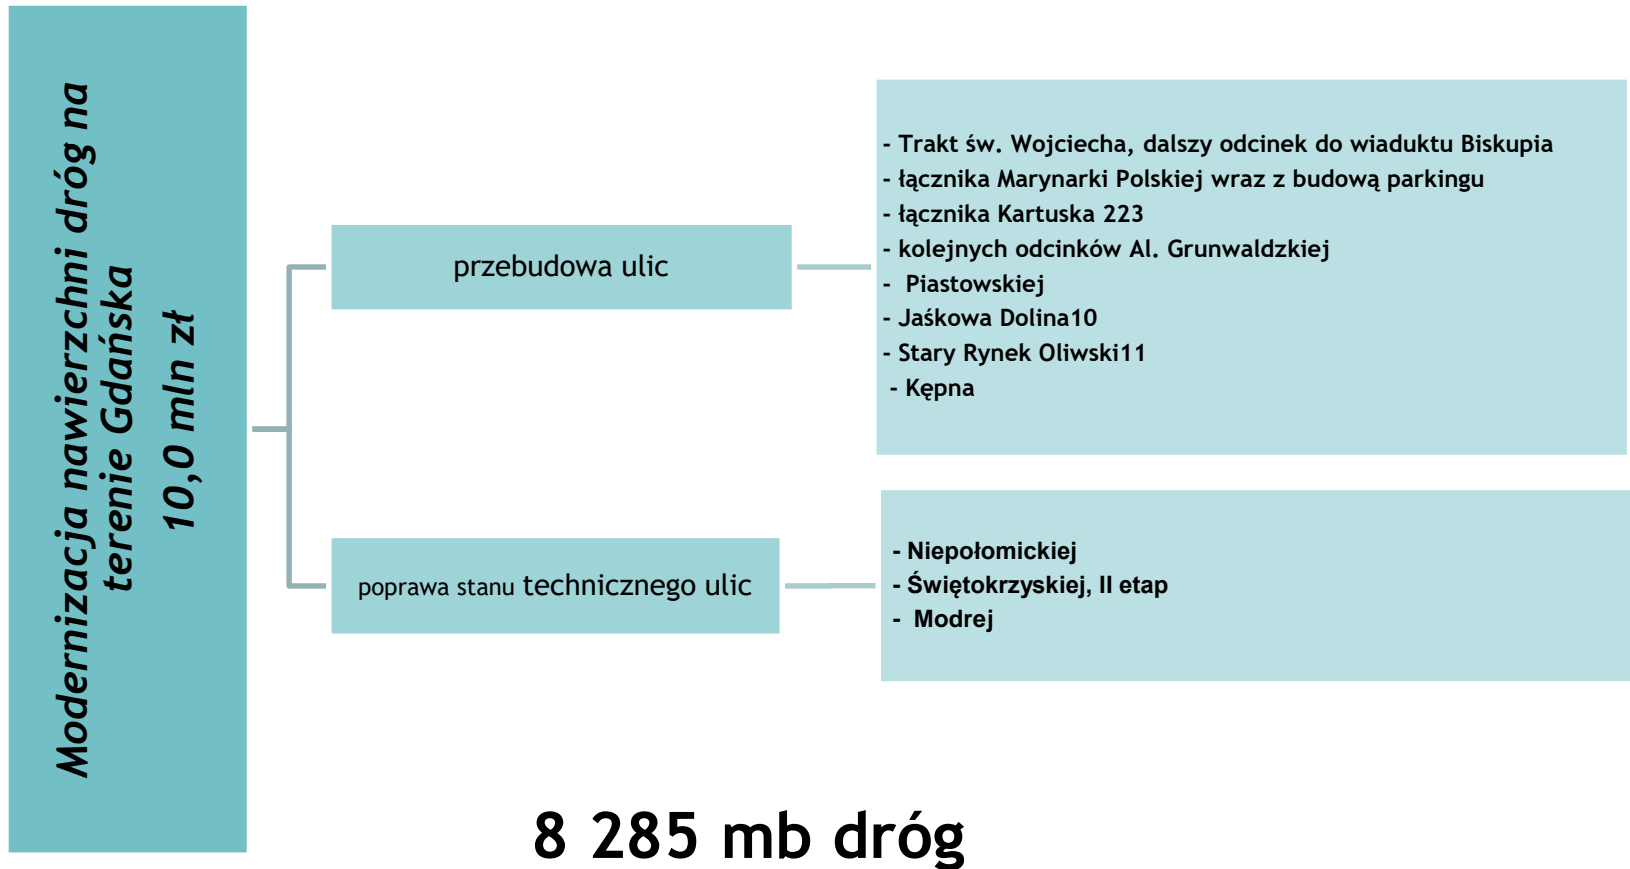 Modernizacja nawierzchni dróg na
terenie Gdańska
10,0 mln zł
przebudowa ulic
- Trakt św. Wojciecha, dalszy odcinek do wiaduktu Biskupia
- łącznika Marynarki Polskiej wraz z budową parkingu
- łącznika Kartuska 223
- kolejnych odcinków Al. Grunwaldzkiej
- Piastowskiej
- Jaśkowa Dolina10
- Stary Rynek Oliwski11
- Kępna
poprawa stanu technicznego ulic
- Niepołomickiej
- Świętokrzyskiej, II etap
- Modrej
8 285 mb dróg